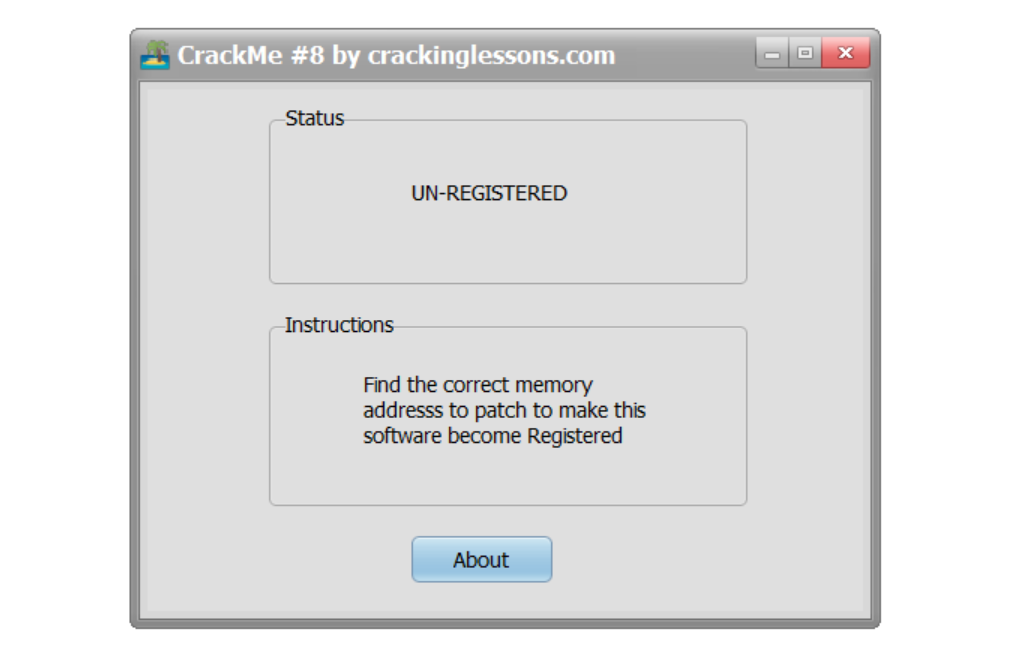 CrackMe #8 by crackinglessons.com
Status
UN-REGISTERED
Instructions
Find the correct memory
addresss to patch to make this
software become Registered
About